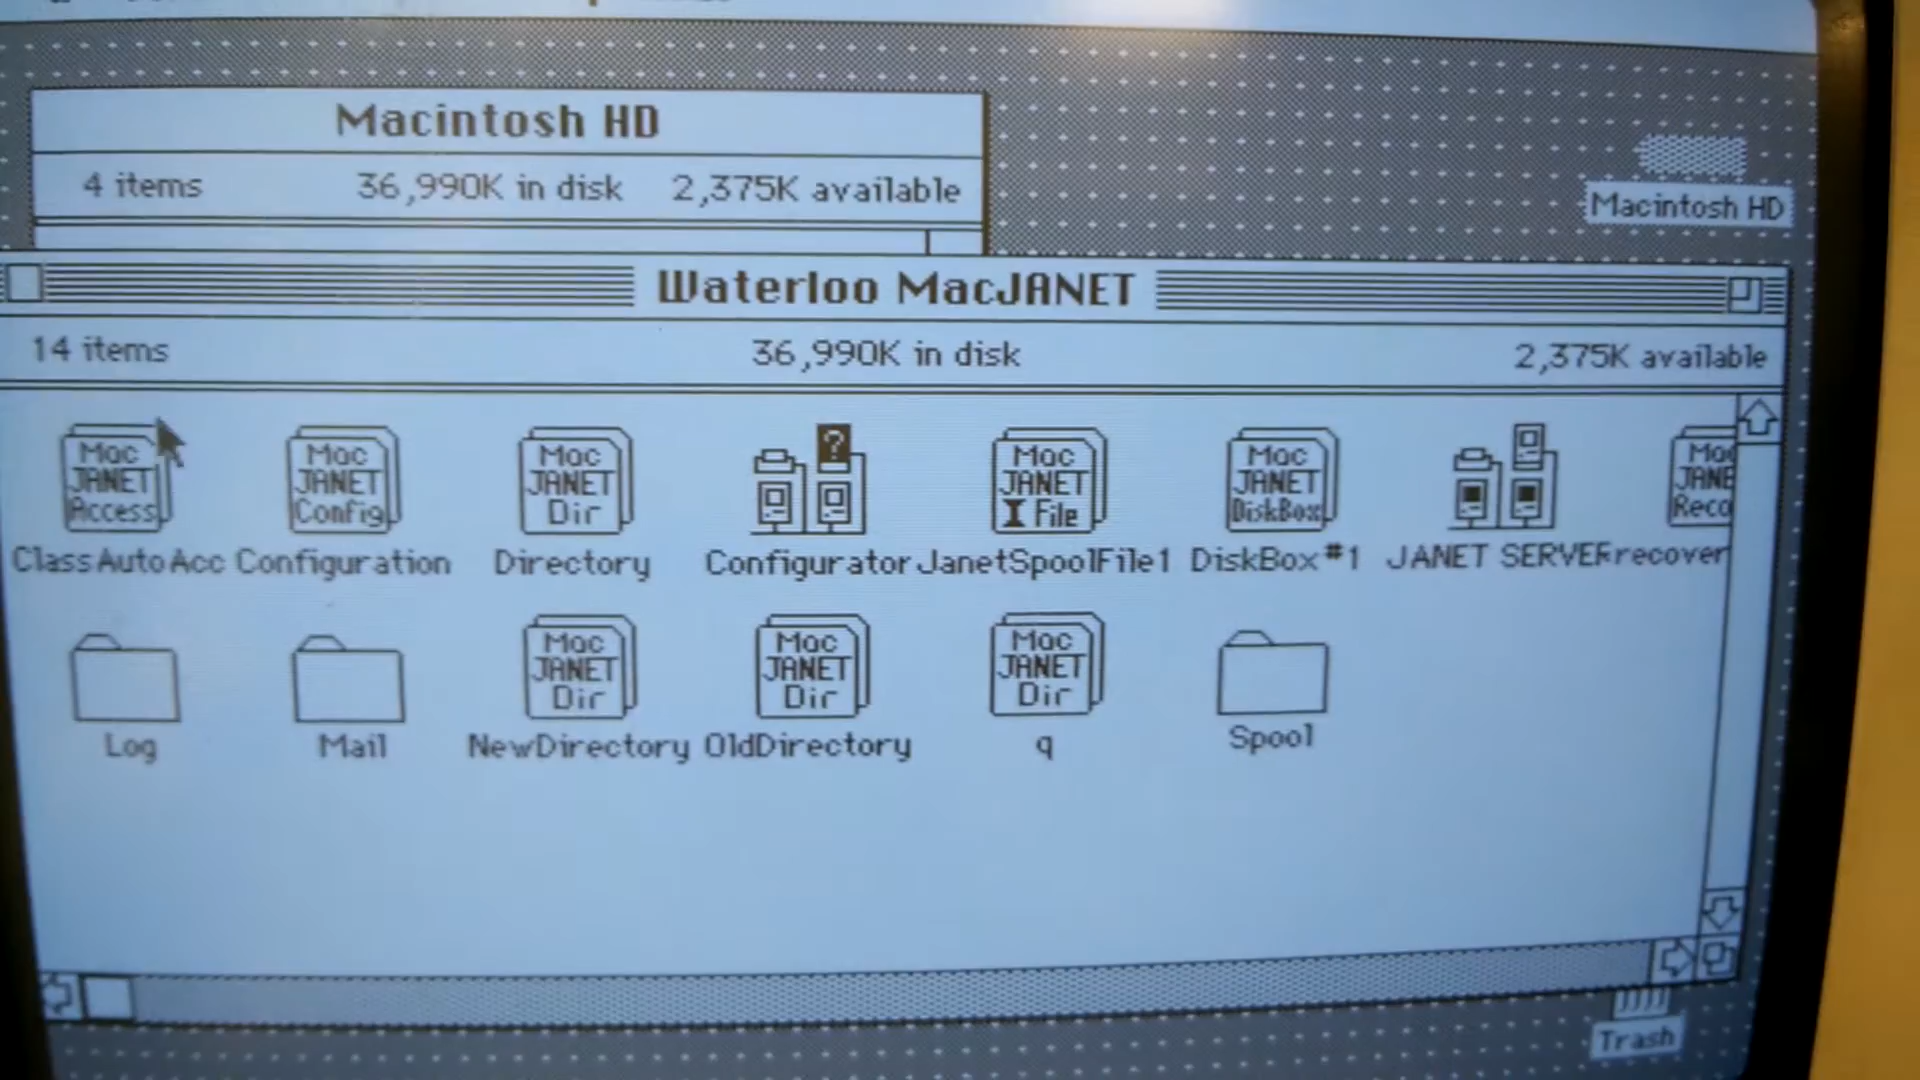 Macintosh HD
4 items 36,990K in disk 2,375K available
Macintosh HD
Waterloo MacJANET
14 items 36,990K in disk 2,375K available
Mac JANET Access
Mac JANET Config
Mac JANET Dir
?
Mac JANET File
Mac JANET DiskBox
ClassAutoAcc Configuration Directory Configurator JanetSpoolFile1 DiskBox#1 JANET SERVER recover
Mac JANET Dir
Mac JANET Dir
Mac JANET Dir
Log Mail NewDirectory OldDirectory q Spool
Trash